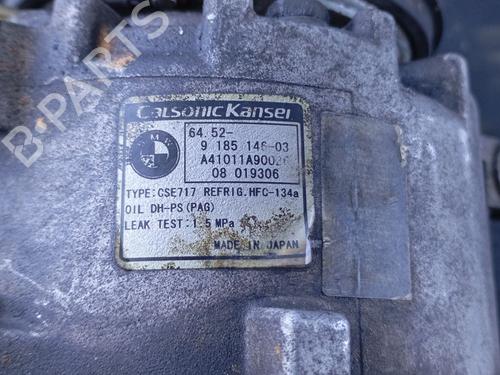 CalsonicKansei
BMW
64.52-
9 185 146-03
A41011A9002
08 019306
TYPE:CSE717 REFRIG.HFC-134a
OIL DH-PS(PAG)
LEAK TEST:1.5 MPa
MADE IN JAPAN
B-PARTS